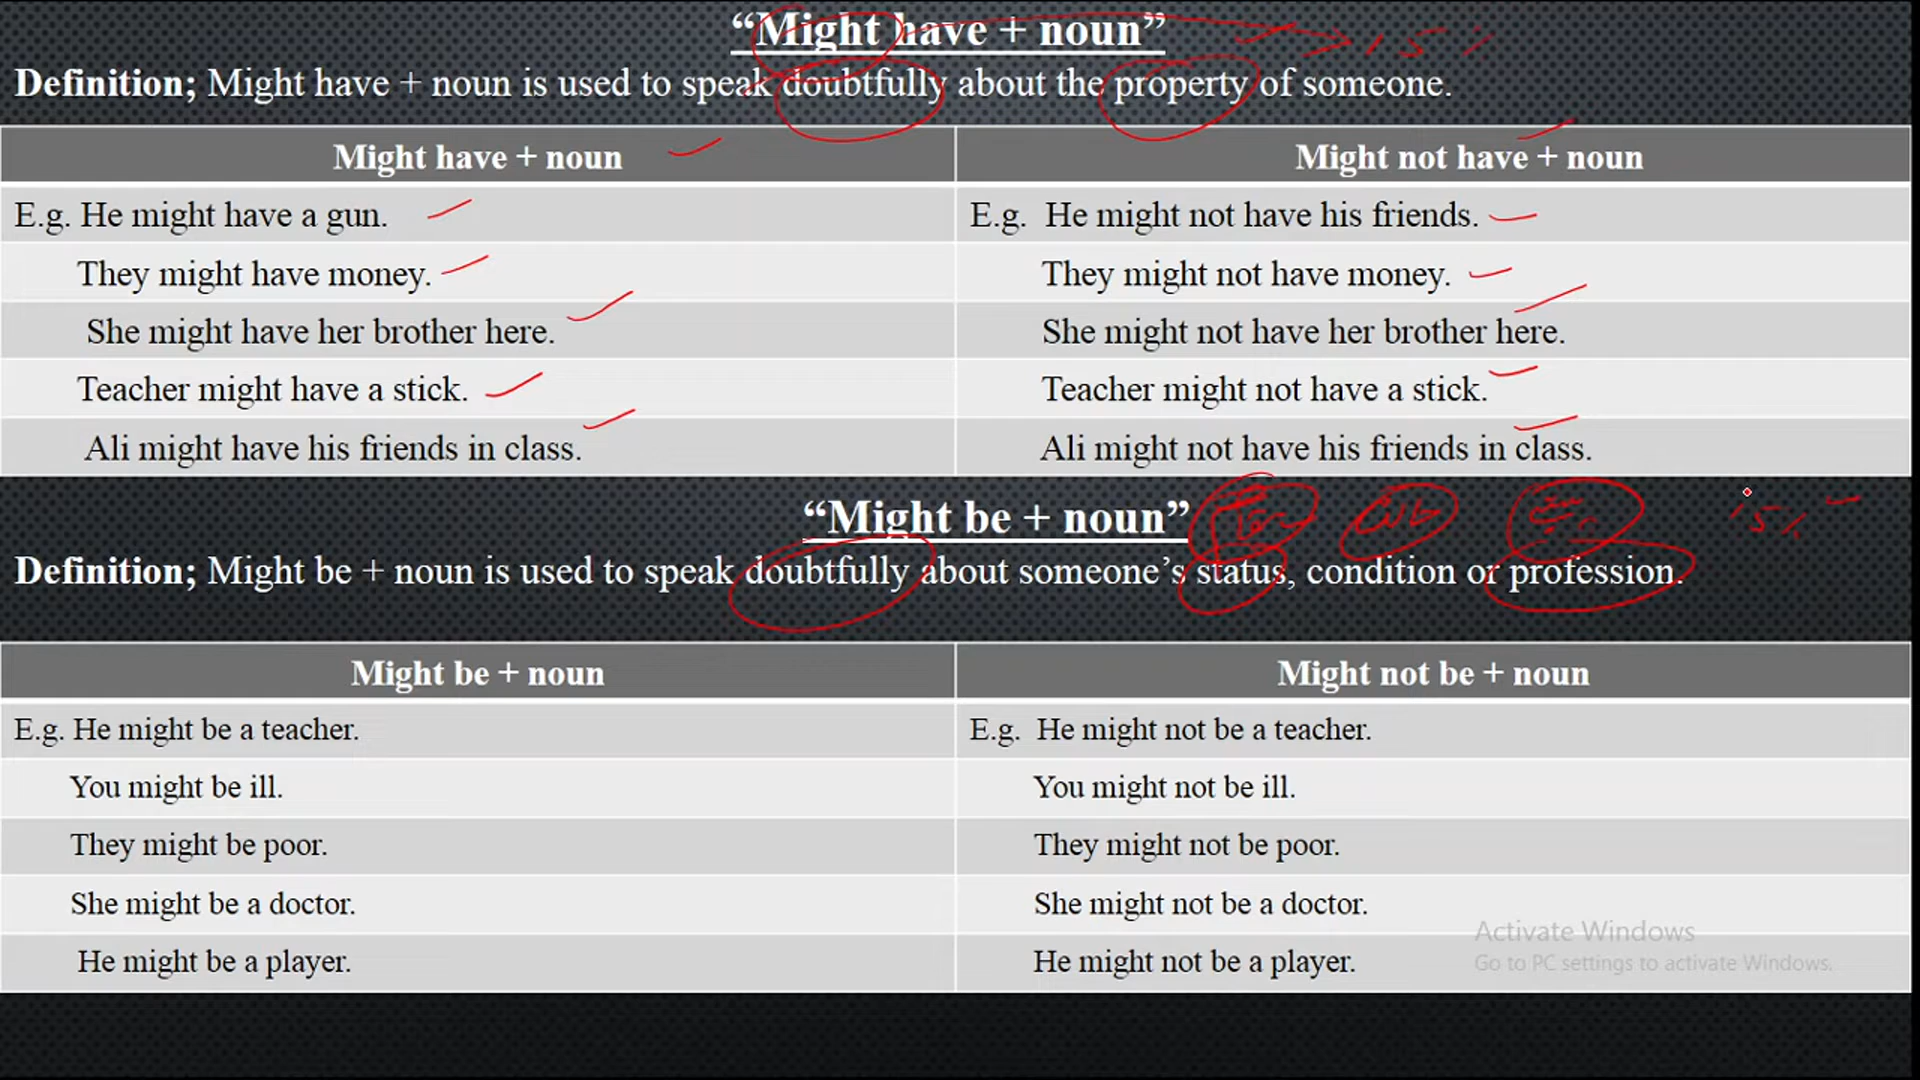 “Might have + noun”
15%
Definition; Might have + noun is used to speak doubtfully about the property of someone.
Might have + noun
Might not have + noun
E.g. He might have a gun.
E.g. He might not have his friends.
They might have money.
They might not have money.
She might have her brother here.
She might not have her brother here.
Teacher might have a stick.
Teacher might not have a stick.
Ali might have his friends in class.
Ali might not have his friends in class.
“Might be + noun”
15%
Definition; Might be + noun is used to speak doubtfully about someone’s status, condition or profession.
Might be + noun
Might not be + noun
E.g. He might be a teacher.
E.g. He might not be a teacher.
You might be ill.
You might not be ill.
They might be poor.
They might not be poor.
She might be a doctor.
She might not be a doctor.
He might be a player.
He might not be a player.
Activate Windows
Go to PC settings to activate Windows.